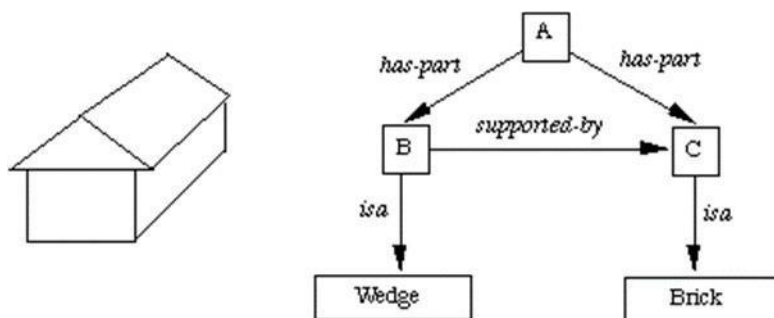 A
has-part has-part
supported-by
B C
isa isa
Wedge Brick